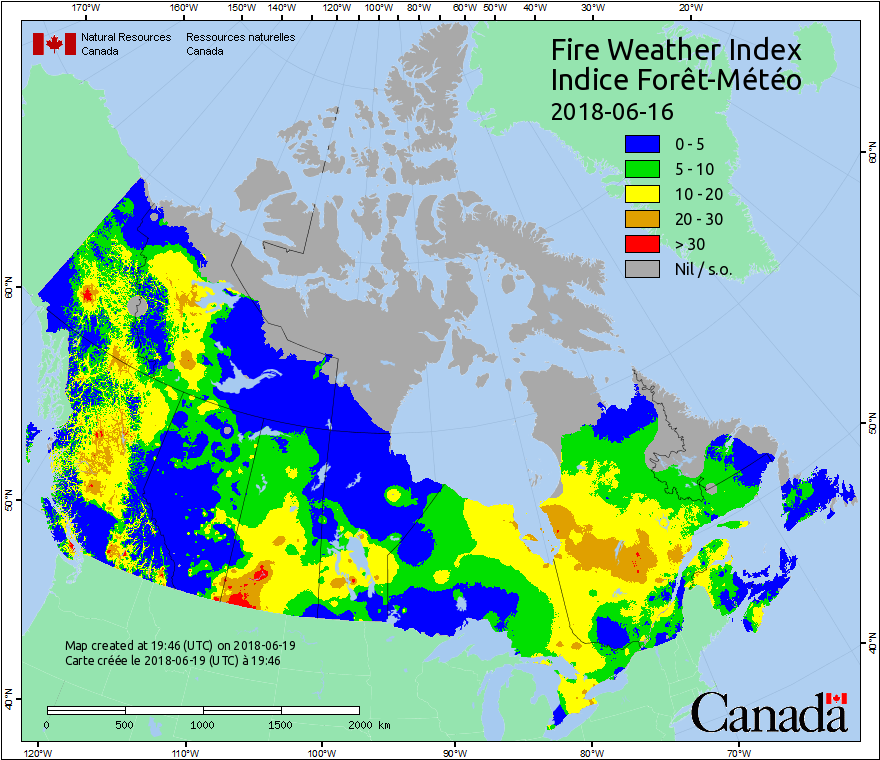 170°W 160°W 150°W 140°W 130°W 120°W 110°W 100°W 90°W 80°W 70°W 60°W 50°W 40°W 30°W 20°W
Natural Resources Canada
Ressources naturelles Canada
Fire Weather Index
Indice Forêt-Météo
2018-06-16
0 - 5
5 - 10
10 - 20
20 - 30
> 30
Nil / s.o.
60°N
60°N
50°N
50°N
40°N
40°N
Map created at 19:46 (UTC) on 2018-06-19
Carte créée le 2018-06-19 (UTC) à 19:46
0 500 1000 1500 2000 km
Canada
120°W 110°W 100°W 90°W 80°W 70°W